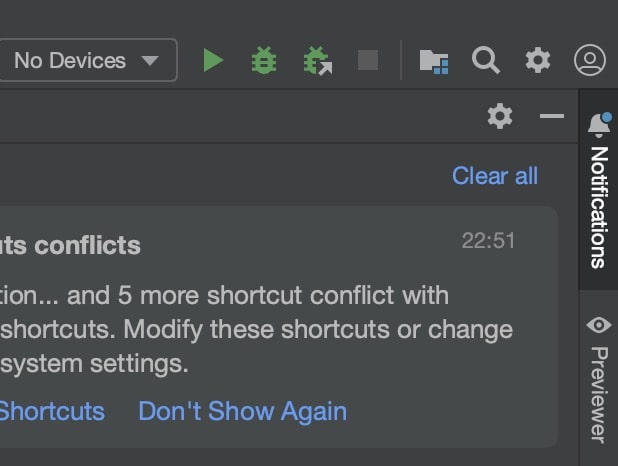 No Devices
Clear all
Notifications
uts conflicts
22:51
tion... and 5 more shortcut conflict with
shortcuts. Modify these shortcuts or change
system settings.
Shortcuts Don't Show Again
Previewer